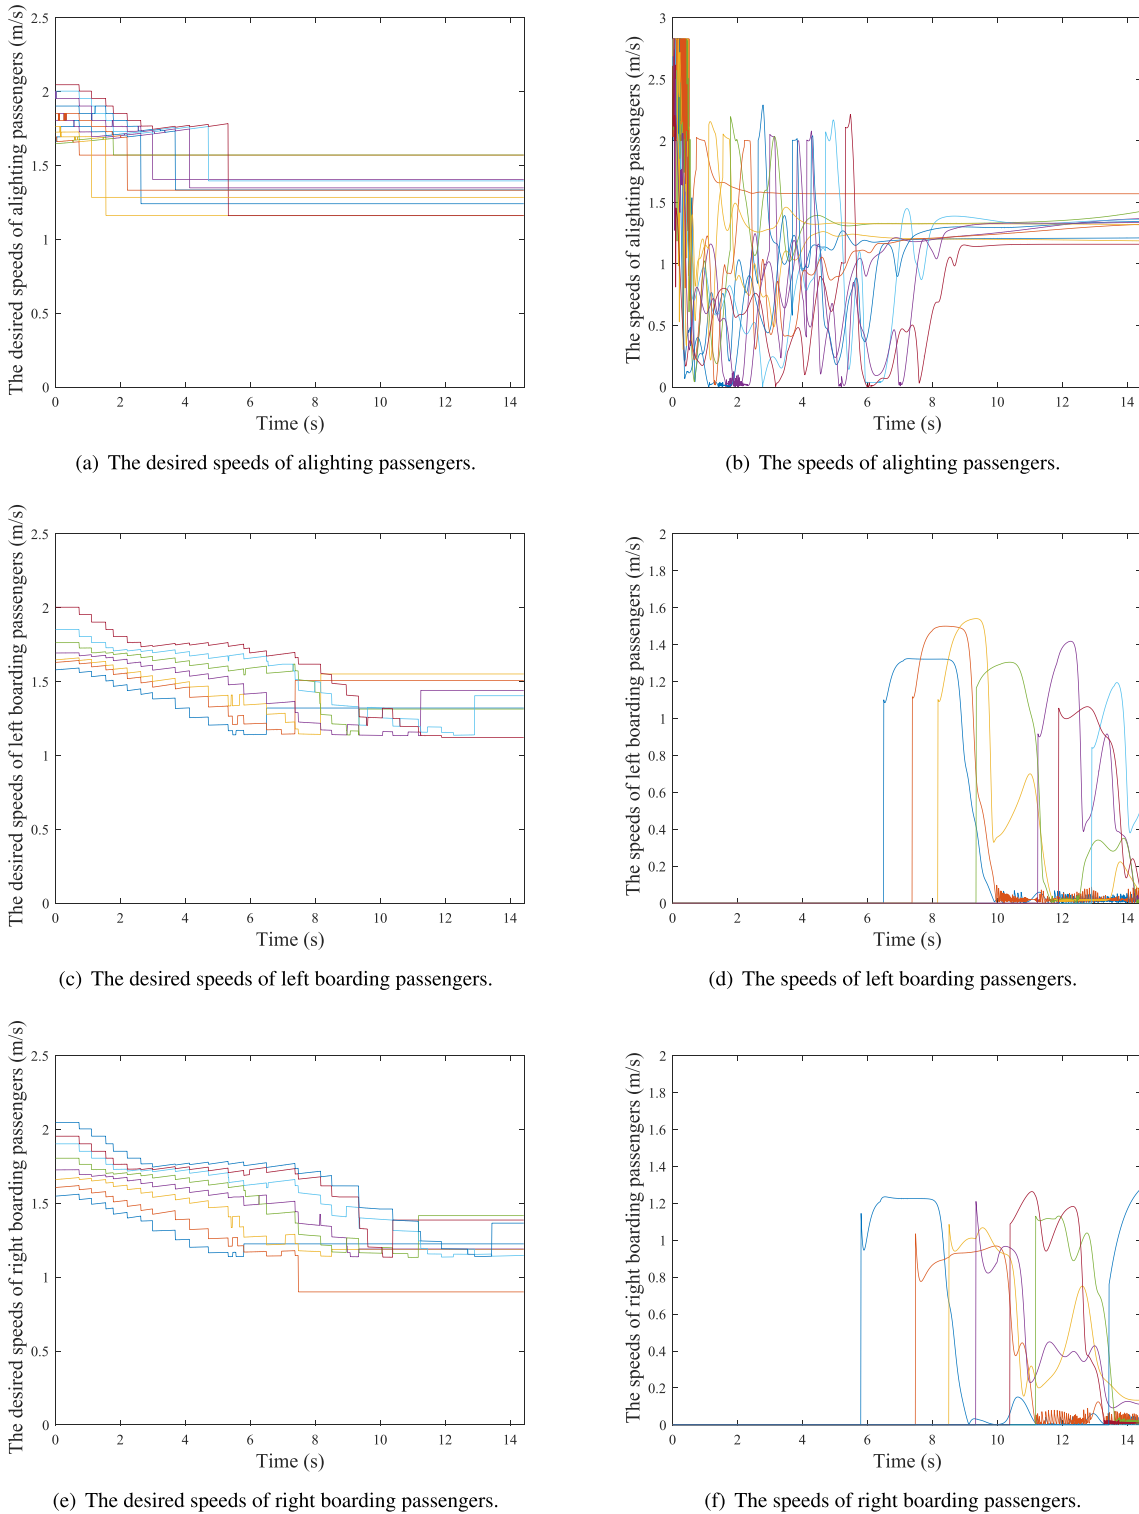 The desired speeds of alighting passengers (m/s)
2.5
2
1.5
1
0.5
0
0 2 4 6 8 10 12 14
Time (s)
(a) The desired speeds of alighting passengers.
The speeds of alighting passengers (m/s)
3
2.5
2
1.5
1
0.5
0
0 2 4 6 8 10 12 14
Time (s)
(b) The speeds of alighting passengers.
The desired speeds of left boarding passengers (m/s)
2.5
2
1.5
1
0.5
0
0 2 4 6 8 10 12 14
Time (s)
(c) The desired speeds of left boarding passengers.
The speeds of left boarding passengers (m/s)
2
1.8
1.6
1.4
1.2
1
0.8
0.6
0.4
0.2
0
0 2 4 6 8 10 12 14
Time (s)
(d) The speeds of left boarding passengers.
The desired speeds of right boarding passengers (m/s)
2.5
2
1.5
1
0.5
0
0 2 4 6 8 10 12 14
Time (s)
(e) The desired speeds of right boarding passengers.
The speeds of right boarding passengers (m/s)
2
1.8
1.6
1.4
1.2
1
0.8
0.6
0.4
0.2
0
0 2 4 6 8 10 12 14
Time (s)
(f) The speeds of right boarding passengers.